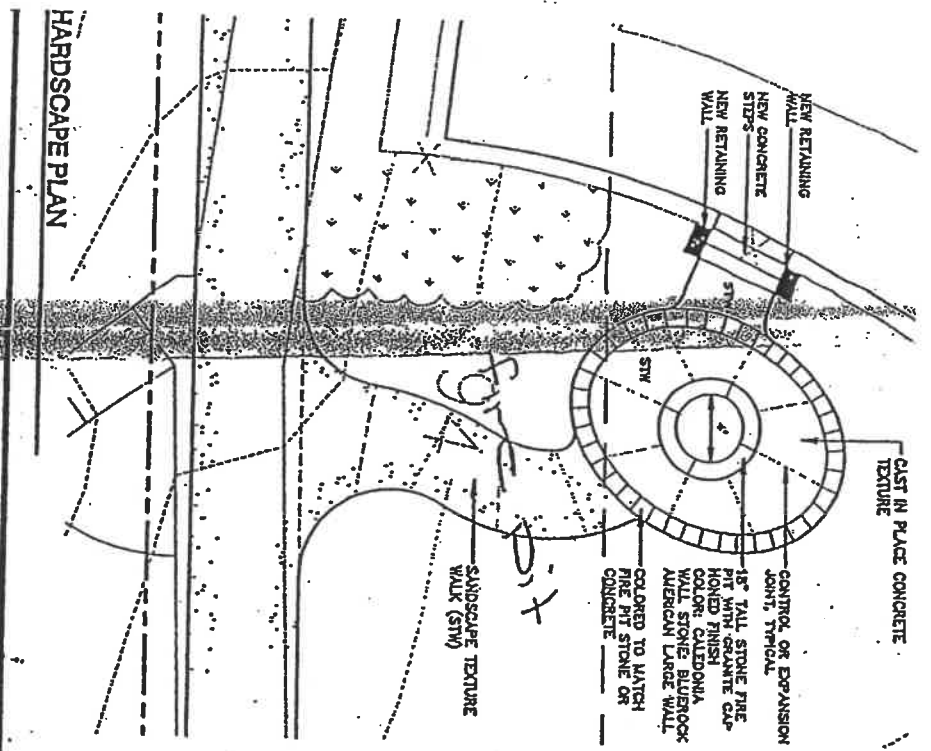 HARDSCAPE PLAN
NEW RETAINING
WALL
NEW CONCRETE
STEPS
NEW RETAINING
WALL
STW
STW
4'
CAST IN PLACE CONCRETE
TEXTURE
CONTROL OR EXPANSION
JOINT, TYPICAL
18" TALL STONE FIRE
PIT WITH GRANITE CAP
HONED FINISH
COLOR: CALEDONIA
WALL STONE: BLUEROCK
AMERICAN LARGE WALL
COLORED TO MATCH
FIRE PIT STONE OR
CONCRETE
SANDSCAPE TEXTURE
WALK (STW)
fire pit